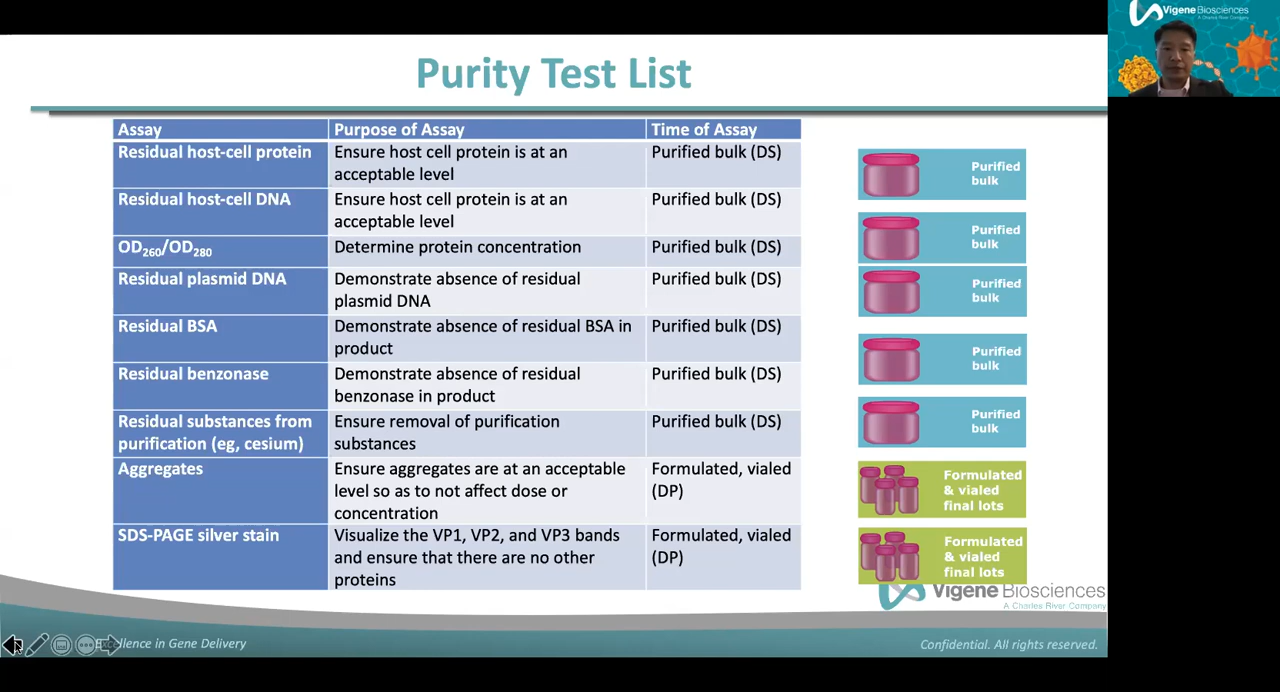 Vigene Biosciences
A Charles River Company
Purity Test List
Assay
Purpose of Assay
Time of Assay
Residual host-cell protein
Ensure host cell protein is at an
acceptable level
Purified bulk (DS)
Residual host-cell DNA
Ensure host cell protein is at an
acceptable level
Purified bulk (DS)
OD260/OD280
Determine protein concentration
Purified bulk (DS)
Residual plasmid DNA
Demonstrate absence of residual
plasmid DNA
Purified bulk (DS)
Residual BSA
Demonstrate absence of residual BSA in
product
Purified bulk (DS)
Residual benzonase
Demonstrate absence of residual
benzonase in product
Purified bulk (DS)
Residual substances from
purification (eg, cesium)
Ensure removal of purification
substances
Purified bulk (DS)
Aggregates
Ensure aggregates are at an acceptable
level so as to not affect dose or
concentration
Formulated, vialed
(DP)
SDS-PAGE silver stain
Visualize the VP1, VP2, and VP3 bands
and ensure that there are no other
proteins
Formulated, vialed
(DP)
Purified
bulk
Purified
bulk
Purified
bulk
Purified
bulk
Purified
bulk
Formulated
& vialed
final lots
Formulated
& vialed
final lots
Vigene Biosciences
A Charles River Company
Excellence in Gene Delivery
Confidential. All rights reserved.